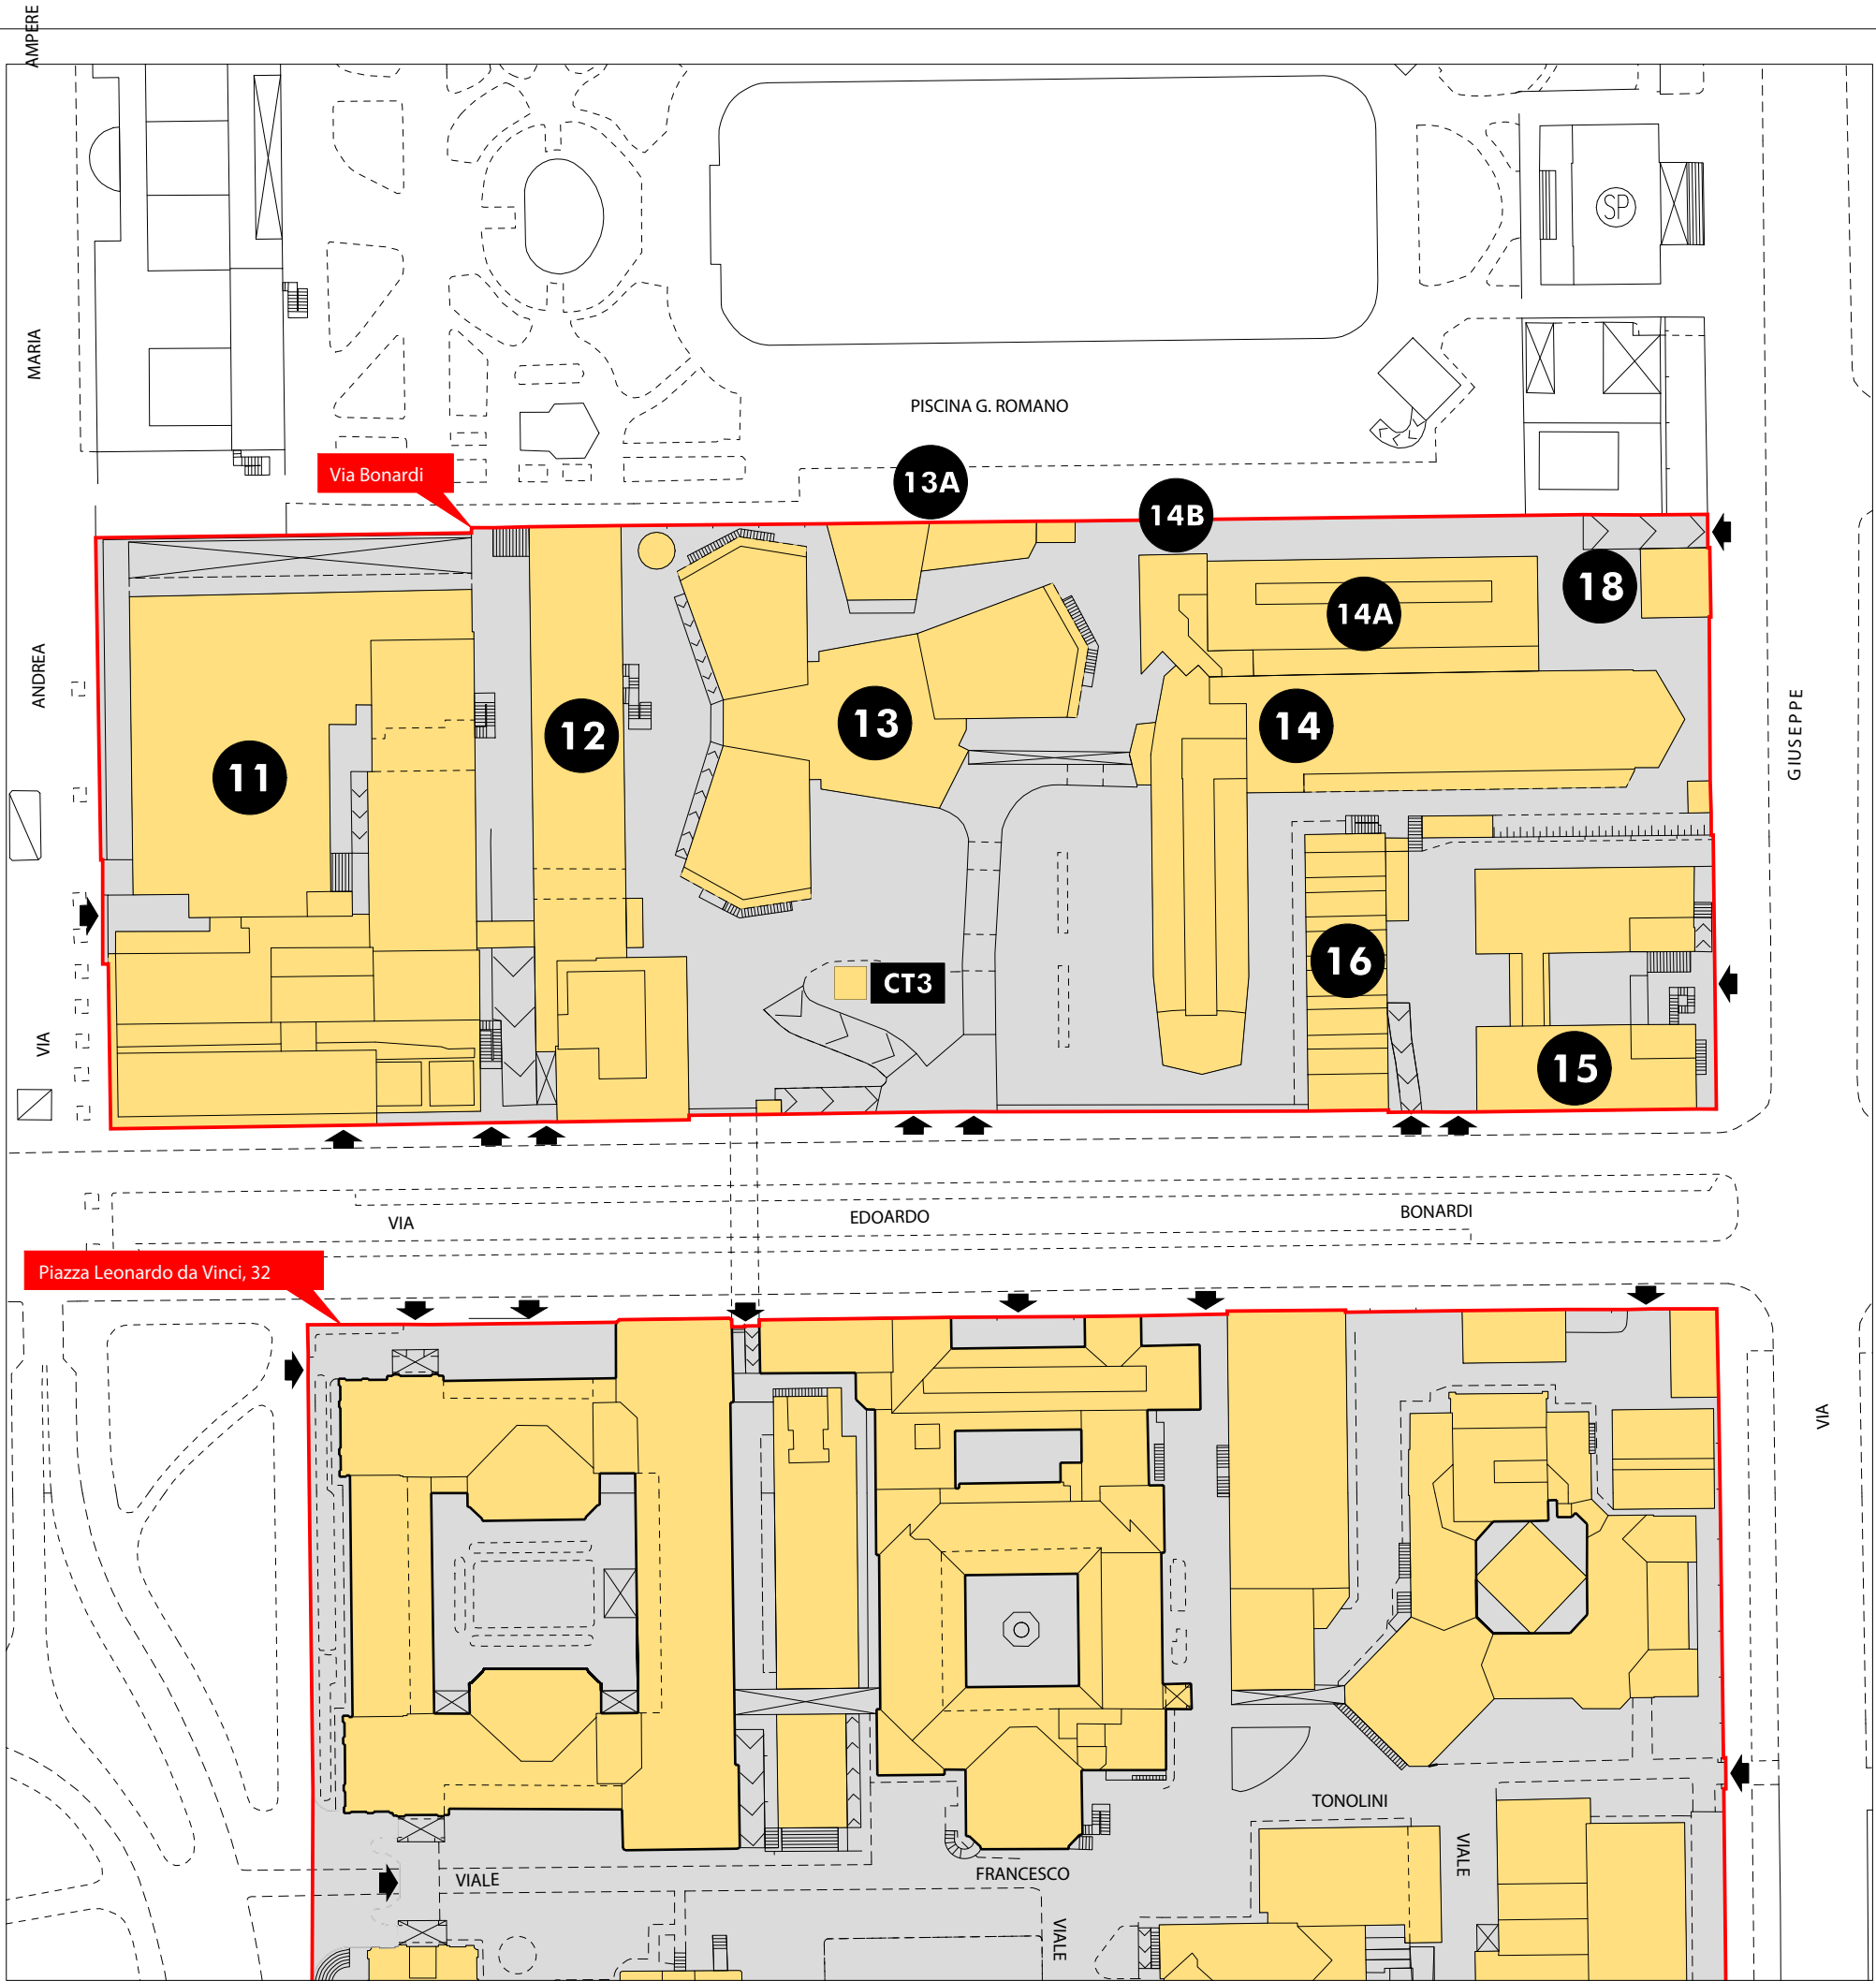 AMPERE
MARIA
SP
PISCINA G. ROMANO
Via Bonardi
13A
14B
18
14A
ANDREA
13
14
12
GIUSEPPE
11
16
CT3
VIA
15
VIA
EDOARDO
BONARDI
Piazza Leonardo da Vinci, 32
VIA
TONOLINI
VIALE
FRANCESCO
VIALE
VIALE